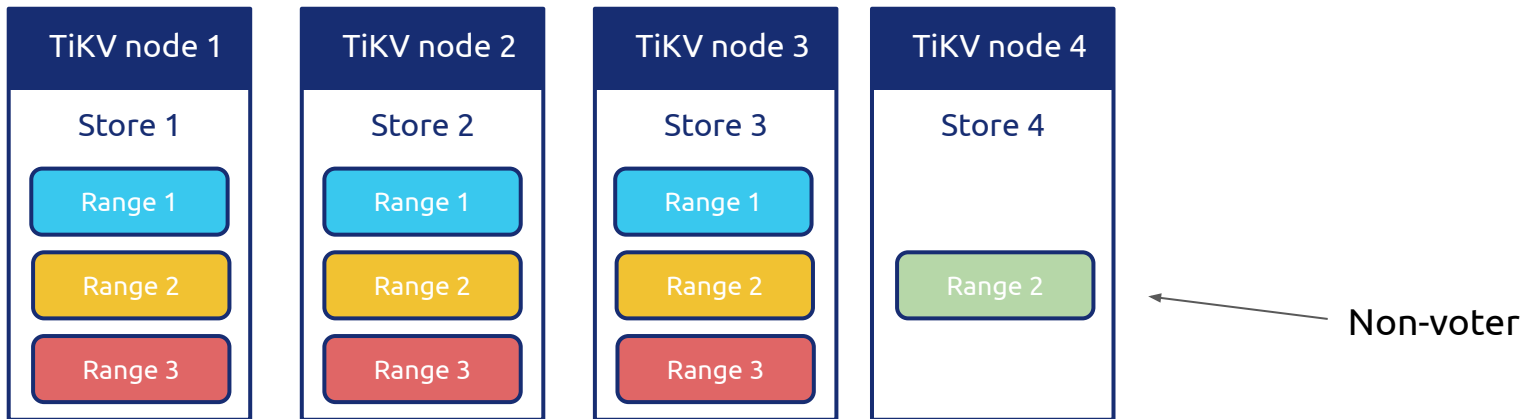 TiKV node 1
Store 1
Range 1
Range 2
Range 3
TiKV node 2
Store 2
Range 1
Range 2
Range 3
TiKV node 3
Store 3
Range 1
Range 2
Range 3
TiKV node 4
Store 4
Range 2
Non-voter